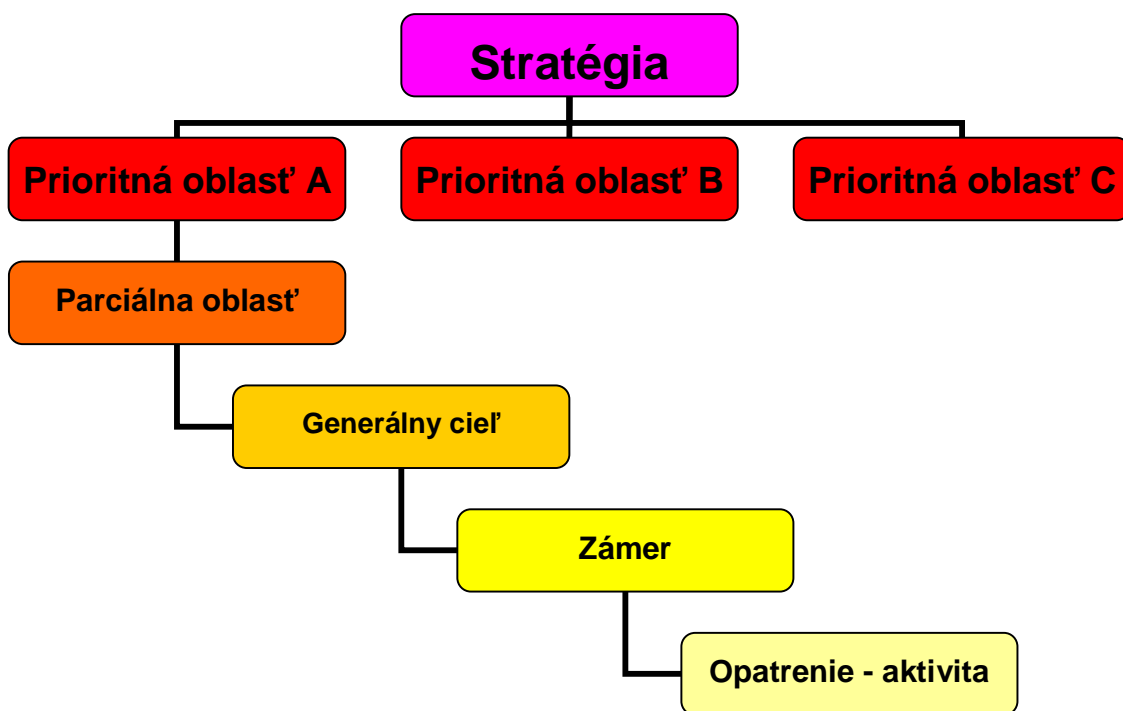 Stratégia
Prioritná oblasť A
Prioritná oblasť B
Prioritná oblasť C
Parciálna oblasť
Generálny cieľ
Zámer
Opatrenie - aktivita